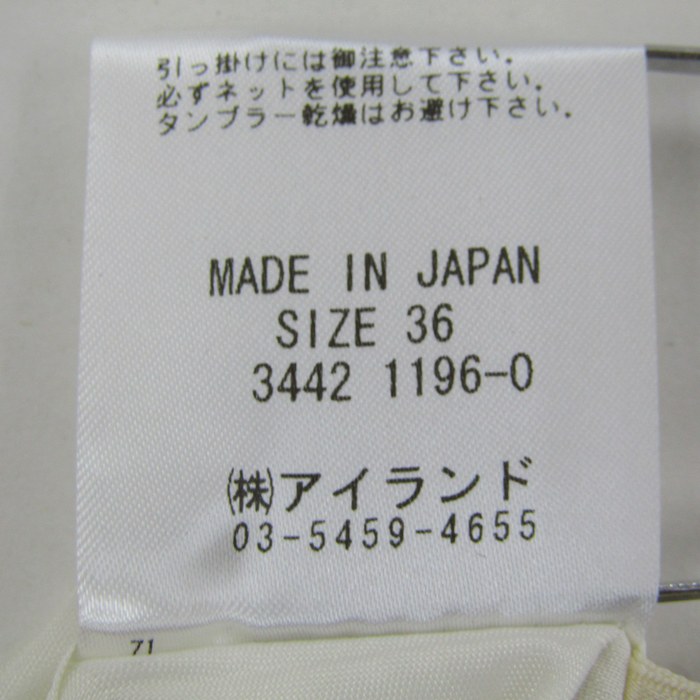 引っ掛けには御注意下さい。
必ずネットを使用して下さい。
タンブラー乾燥はお避け下さい。
MADE IN JAPAN
SIZE 36
3442 1196-0
㈱アイランド
03-5459-4655
71